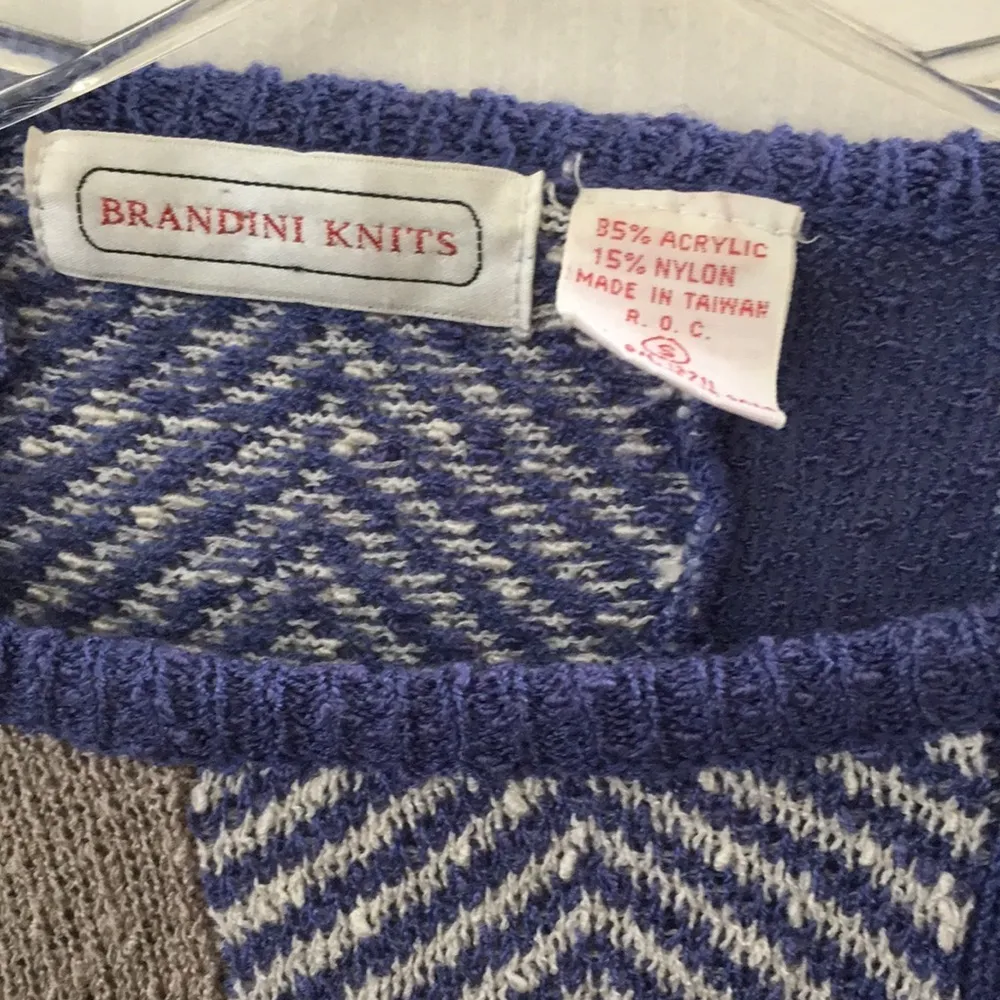 BRANDINI KNITS
85% ACRYLIC
15% NYLON
MADE IN TAIWAN
R. O. C.
S